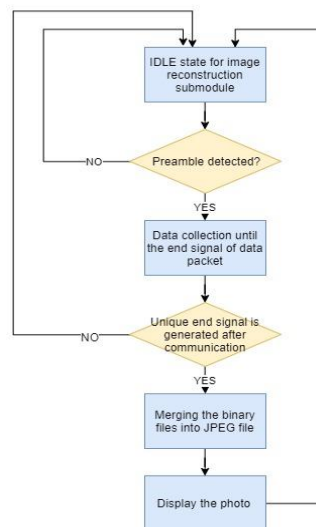 IDLE state for image
reconstruction
submodule
Preamble detected?
NO
YES
Data collection until
the end signal of data
packet
Unique end signal is
generated after
communication
NO
YES
Merging the binary
files into JPEG file
Display the photo